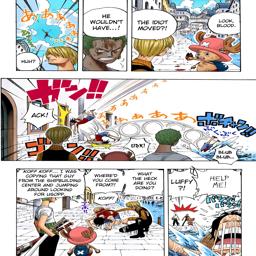 HUH?
HE
WOULDN'T
HAVE...!
THE IDIOT
MOVED?!
LOOK,
BLOOD.
ACK!
URK!
BLUB
BLUB...
KOFF KOFF... I WAS
COPYING THAT GUY
FROM THE SHIPBUILDING
CENTER AND JUMPING
AROUND LOOKING
FOR USOPP.
KOFF!
WHERE'D
YOU COME
FROM?!
WHAT
THE HECK
ARE YOU
DOING?
LUFFY
?!
HELP
ME!